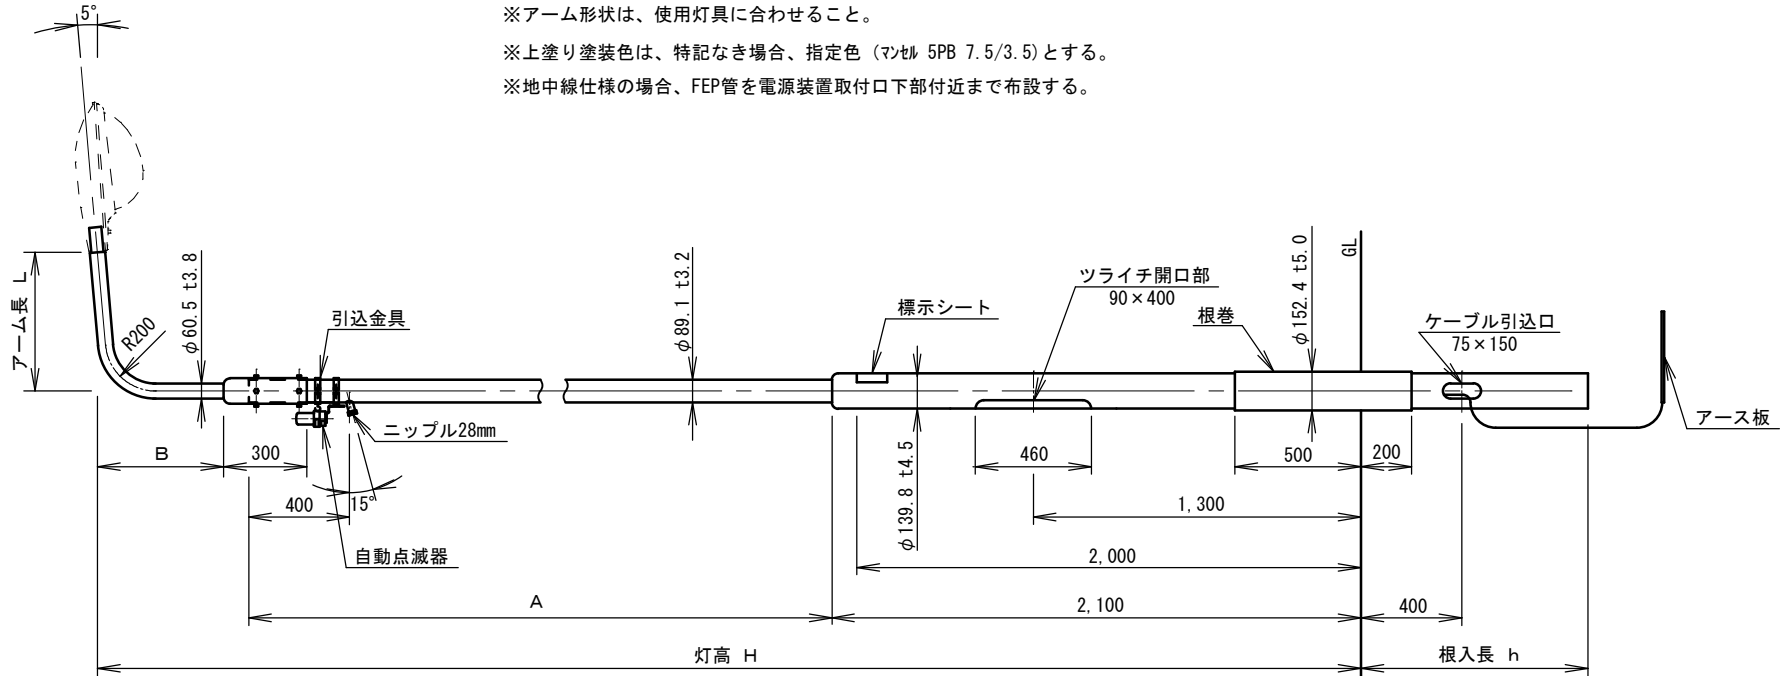 ※アーム形状は、使用灯具に合わせること。
※上塗り塗装色は、特記なき場合、指定色 (マンセル 5PB 7.5/3.5)とする。
※地中線仕様の場合、FEP管を電源装置取付口下部付近まで布設する。
5°
アーム長 L
R200
φ60.5 t3.8
引込金具
φ89.1 t3.2
標示シート
ツライチ開口部
90×400
根巻
φ152.4 t5.0
GL
ケーブル引込口
75×150
アース板
ニップル28mm
B
300
400
15°
自動点滅器
φ139.8 t4.5
460
500
200
1,300
2,000
A
2,100
400
灯高 H
根入長 h